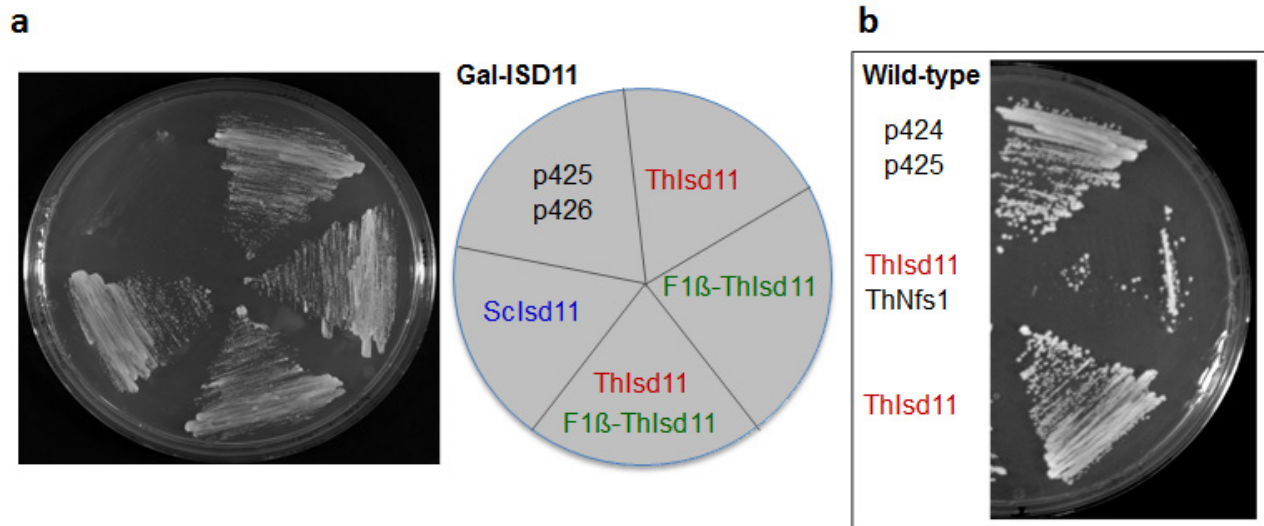 a
Gal-ISD11
p425
p426
ThIsd11
F1ß-ThIsd11
ScIsd11
ThIsd11
F1ß-ThIsd11
b
Wild-type
p424
p425
ThIsd11
ThNfs1
ThIsd11